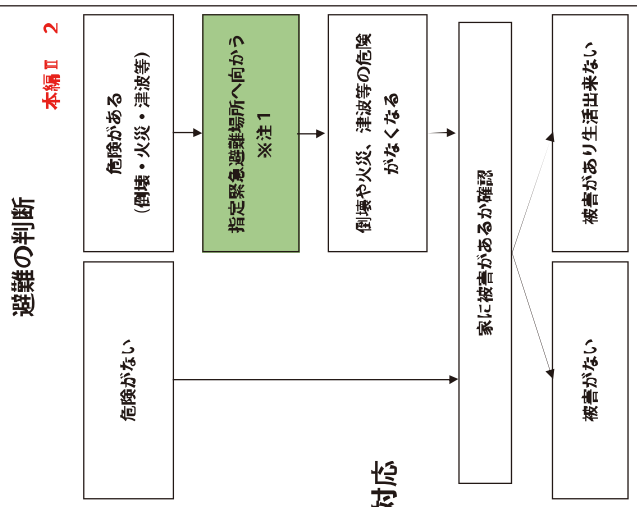 避難の判断
本編Ⅱ 2
危険がある
(倒壊・火災・津波等)
指定緊急避難場所へ向かう
※注1
倒壊や火災、津波等の危険
がなくなる
危険がない
家に被害があるか確認
被害があり生活出来ない
被害がない
対応